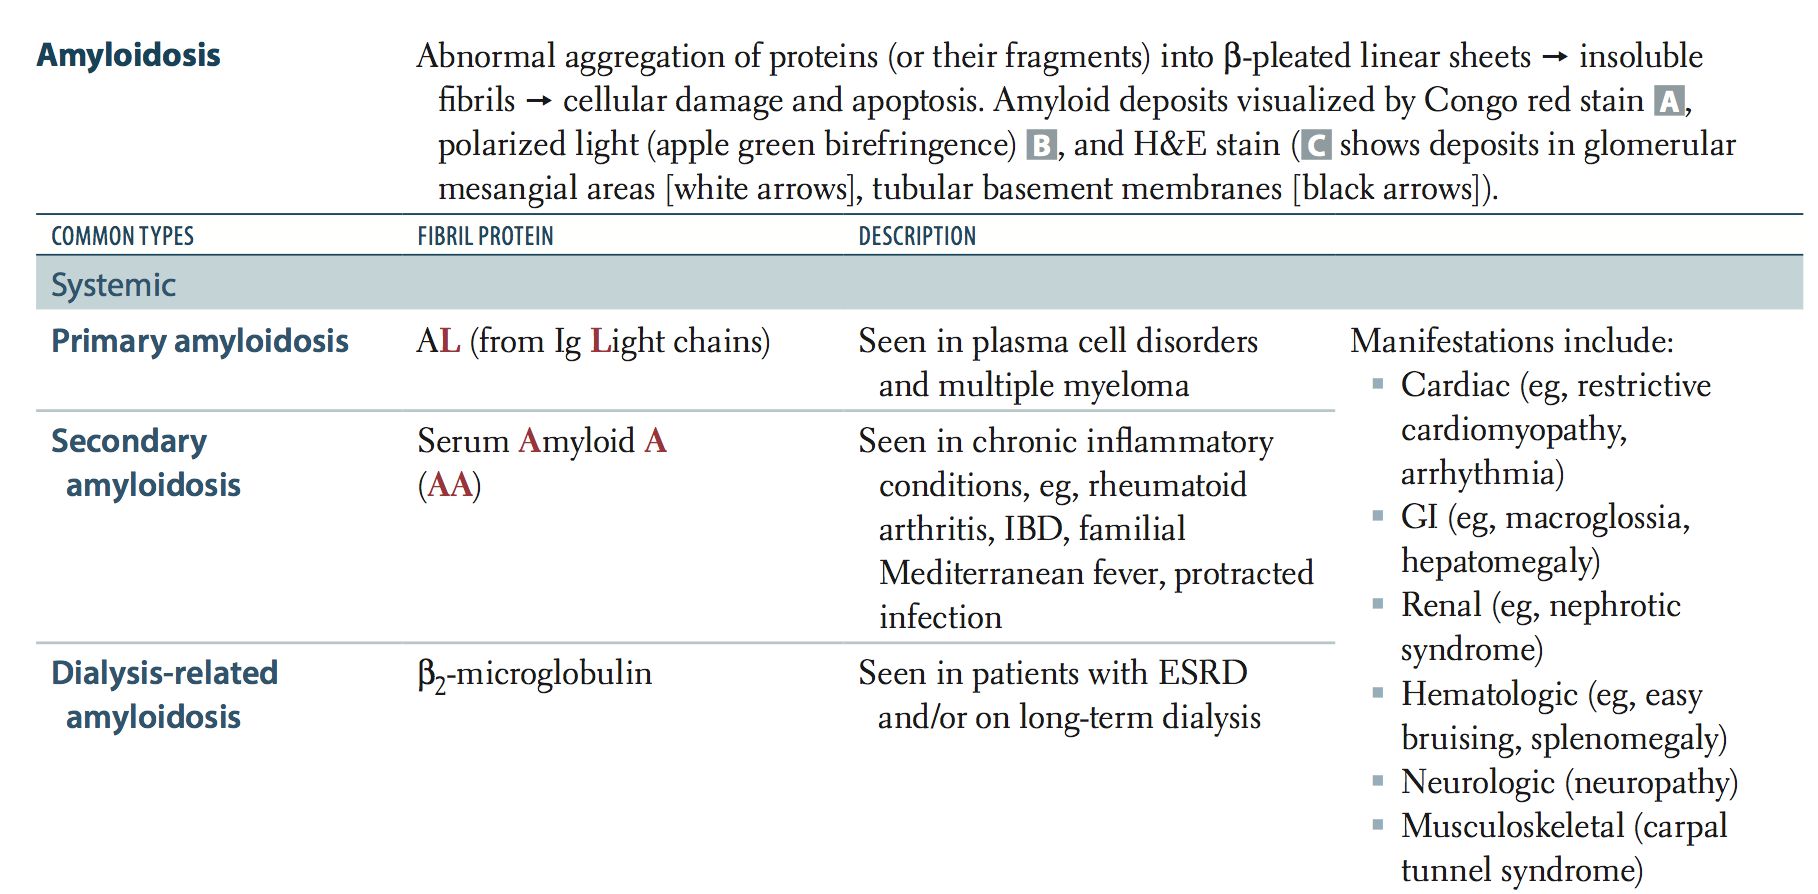 Amyloidosis
Abnormal aggregation of proteins (or their fragments) into β-pleated linear sheets → insoluble
fibrils → cellular damage and apoptosis. Amyloid deposits visualized by Congo red stain A,
polarized light (apple green birefringence) B, and H&E stain (C shows deposits in glomerular
mesangial areas [white arrows], tubular basement membranes [black arrows]).
COMMON TYPES
FIBRIL PROTEIN
DESCRIPTION
Systemic
Primary amyloidosis
AL (from Ig Light chains)
Seen in plasma cell disorders
and multiple myeloma
Secondary
amyloidosis
Serum Amyloid A
(AA)
Seen in chronic inflammatory
conditions, eg, rheumatoid
arthritis, IBD, familial
Mediterranean fever, protracted
infection
Dialysis-related
amyloidosis
β₂-microglobulin
Seen in patients with ESRD
and/or on long-term dialysis
Manifestations include:
▪ Cardiac (eg, restrictive
cardiomyopathy,
arrhythmia)
▪ GI (eg, macroglossia,
hepatomegaly)
▪ Renal (eg, nephrotic
syndrome)
▪ Hematologic (eg, easy
bruising, splenomegaly)
▪ Neurologic (neuropathy)
▪ Musculoskeletal (carpal
tunnel syndrome)